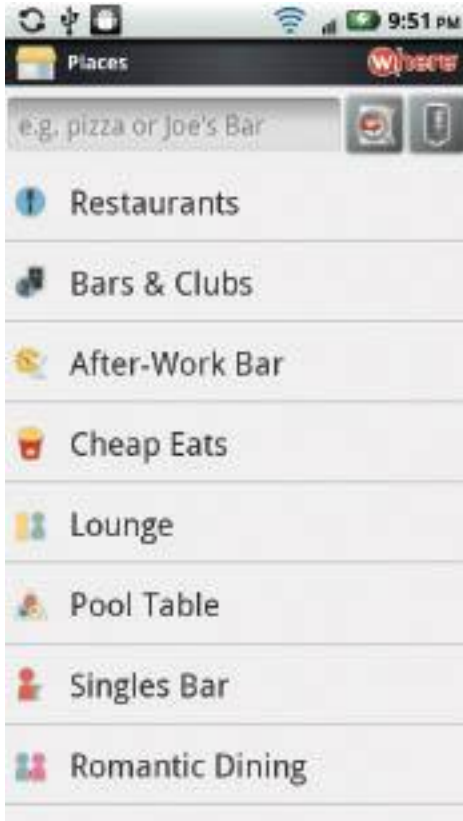 9:51 PM
Places
Where
e.g. pizza or Joe's Bar
Restaurants
Bars & Clubs
After-Work Bar
Cheap Eats
Lounge
Pool Table
Singles Bar
Romantic Dining